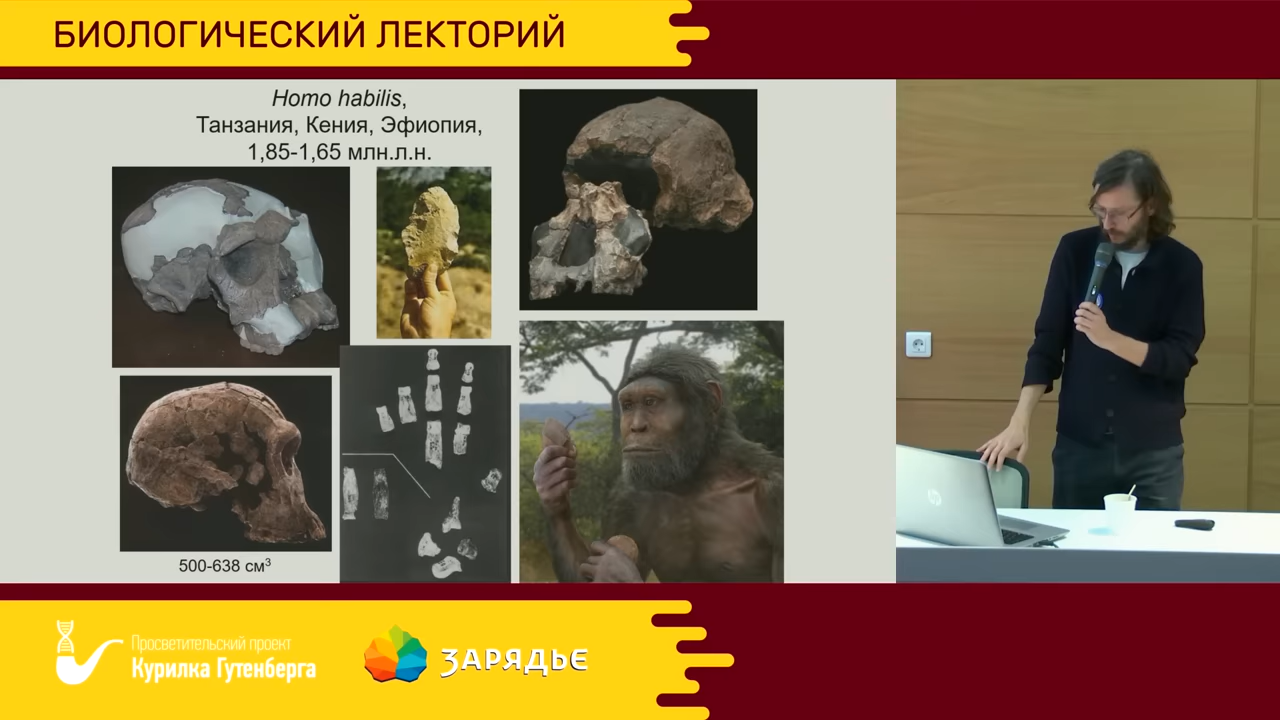 БИОЛОГИЧЕСКИЙ ЛЕКТОРИЙ
Homo habilis,
Танзания, Кения, Эфиопия,
1,85-1,65 млн.л.н.
500-638 см³
hp
Просветительский проект
Курилка Гутенберга
ЗАРЯДЬЕ